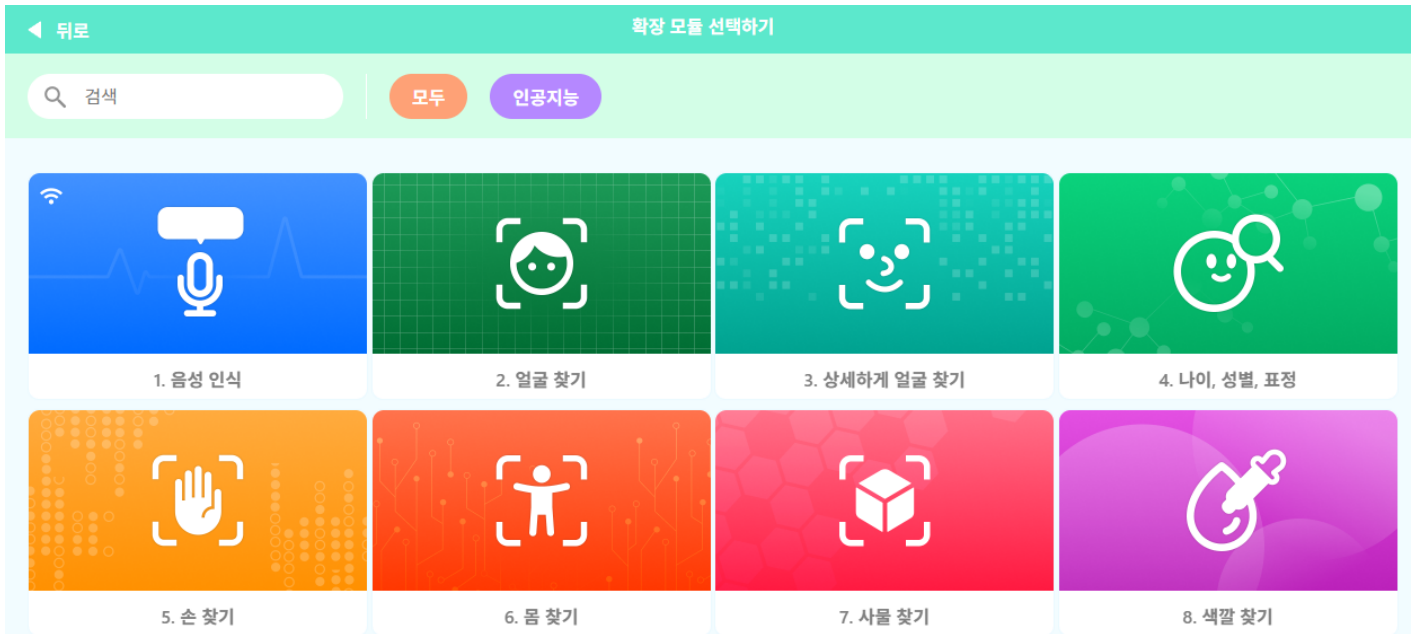 뒤로
확장 모듈 선택하기
검색
모두
인공지능
1. 음성 인식
2. 얼굴 찾기
3. 상세하게 얼굴 찾기
4. 나이, 성별, 표정
5. 손 찾기
6. 몸 찾기
7. 사물 찾기
8. 색깔 찾기